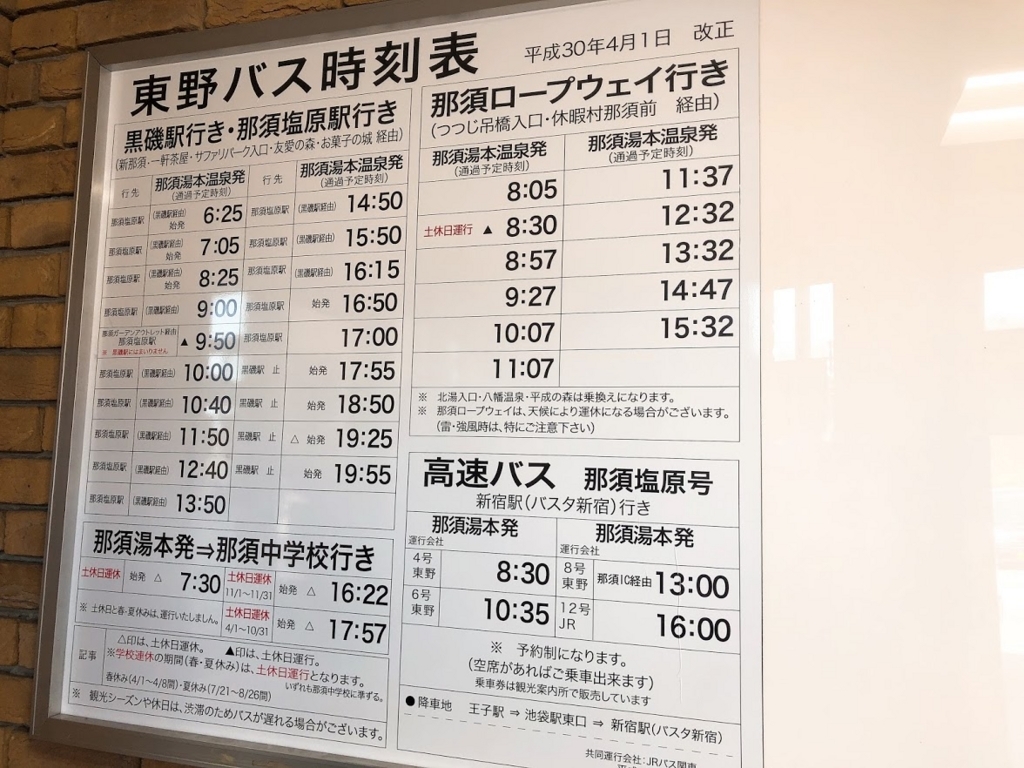 東野バス時刻表
平成30年4月1日 改正
黒磯駅行き・那須塩原駅行き
(新那須・一軒茶屋・サファリパーク入口・友愛の森・お菓子の城 経由)
行先 那須湯本温泉発 行先 那須湯本温泉発
(通過予定時刻) (通過予定時刻)
那須塩原駅 (黒磯駅経由) 始発 6:25 那須塩原駅 (黒磯駅経由) 14:50
那須塩原駅 (黒磯駅経由) 始発 7:05 那須塩原駅 (黒磯駅経由) 15:50
那須塩原駅 (黒磯駅経由) 始発 8:25 那須塩原駅 (黒磯駅経由) 16:15
那須塩原駅 (黒磯駅経由) 9:00 那須塩原駅 始発 16:50
那須ガーデンアウトレット経由
那須塩原駅 ▲ 9:50 那須塩原駅 17:00
※ 黒磯駅にはまいりません
那須塩原駅 (黒磯駅経由) 10:00 黒磯駅 止 始発 17:55
那須塩原駅 (黒磯駅経由) 10:40 黒磯駅 止 始発 18:50
那須塩原駅 (黒磯駅経由) 11:50 黒磯駅 止 △ 始発 19:25
那須塩原駅 (黒磯駅経由) 12:40 黒磯駅 止 始発 19:55
那須塩原駅 (黒磯駅経由) 13:50
那須湯本発⇒那須中学校行き
土休日運休 始発 △ 7:30 土休日運休 11/1~11/31 始発 △ 16:22
※ 土休日と春・夏休みは、運行いたしましん。 土休日運休 4/1~10/31 始発 △ 17:57
記事
△印は、土休日運休。 ▲印は、土休日運行。
※学校連休の期間(春・夏休み)は、土休日運行となります。
いずれも那須中学校に準ずる。
春休み(4/1~4/8間)・夏休み(7/21~8/26間)
※ 観光シーズンや休日は、渋滞のためバスが遅れる場合がございます。
那須ロープウェイ行き
(つつじ吊橋入口・休暇村那須前 経由)
那須湯本温泉発 那須湯本温泉発
(通過予定時刻) (通過予定時刻)
8:05 11:37
土休日運行 ▲ 8:30 12:32
8:57 13:32
9:27 14:47
10:07 15:32
11:07
※ 北湯入口・八幡温泉・平成の森は乗換えになります。
※ 那須ロープウェイは、天候により運休になる場合がございます。
(雷・強風時は、特にご注意下さい)
高速バス 那須塩原号
新宿駅(バスタ新宿)行き
那須湯本発 那須湯本発
運行会社 運行会社
4号 東野 8:30 8号 東野 那須IC経由 13:00
6号 東野 10:35 12号 JR 16:00
※ 予約制になります。
(空席があればご乗車出来ます)
乗車券は観光案内所で販売しています
● 降車地 王子駅 ⇒ 池袋駅東口 ⇒ 新宿駅(バスタ新宿)
共同運行会社:JRバス関東